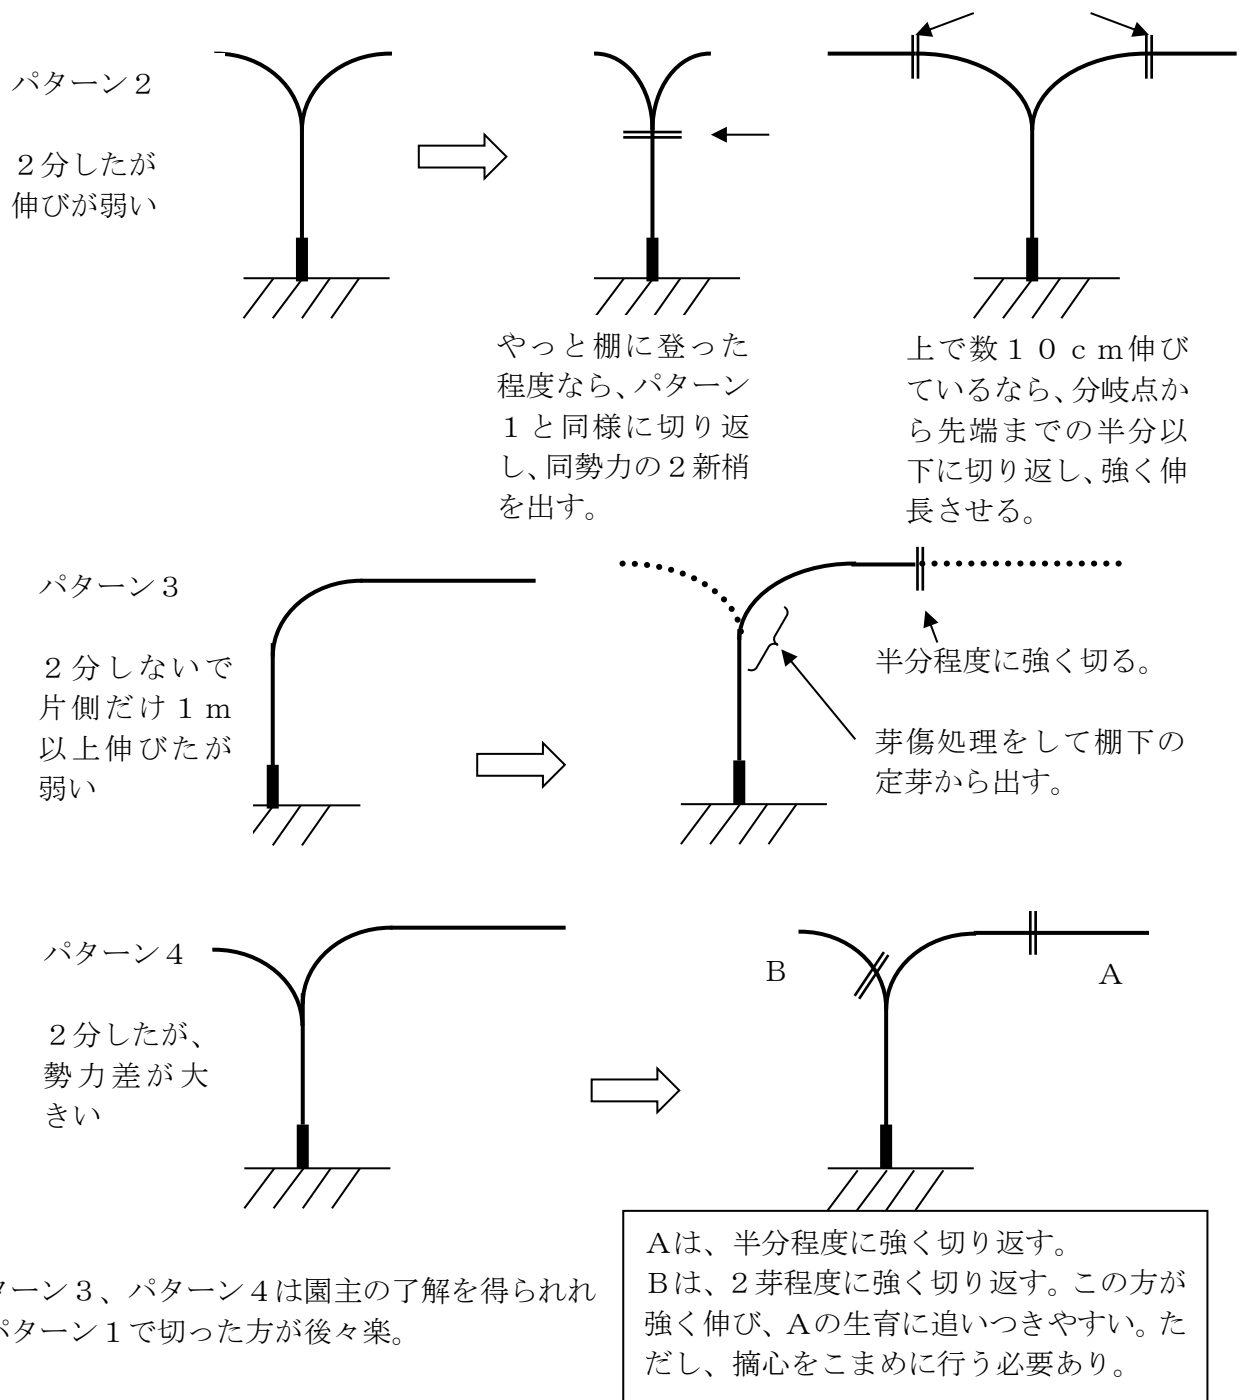 パターン２
２分したが
伸びが弱い
やっと棚に登った
程度なら、パターン
１と同様に切り返
し、同勢力の２新梢
を出す。
上で数１０ｃｍ伸び
ているなら、分岐点か
ら先端までの半分以
下に切り返し、強く伸
長させる。
パターン３
２分しないで
片側だけ１ｍ
以上伸びたが
弱い
半分程度に強く切る。
芽傷処理をして棚下の
定芽から出す。
パターン４
２分したが、
勢力差が大
きい
B
A
Aは、半分程度に強く切り返す。
Bは、２芽程度に強く切り返す。この方が
強く伸び、Aの生育に追いつきやすい。た
だし、摘心をこまめに行う必要あり。
ターン３、パターン４は園主の了解を得られれ
パターン１で切った方が後々楽。